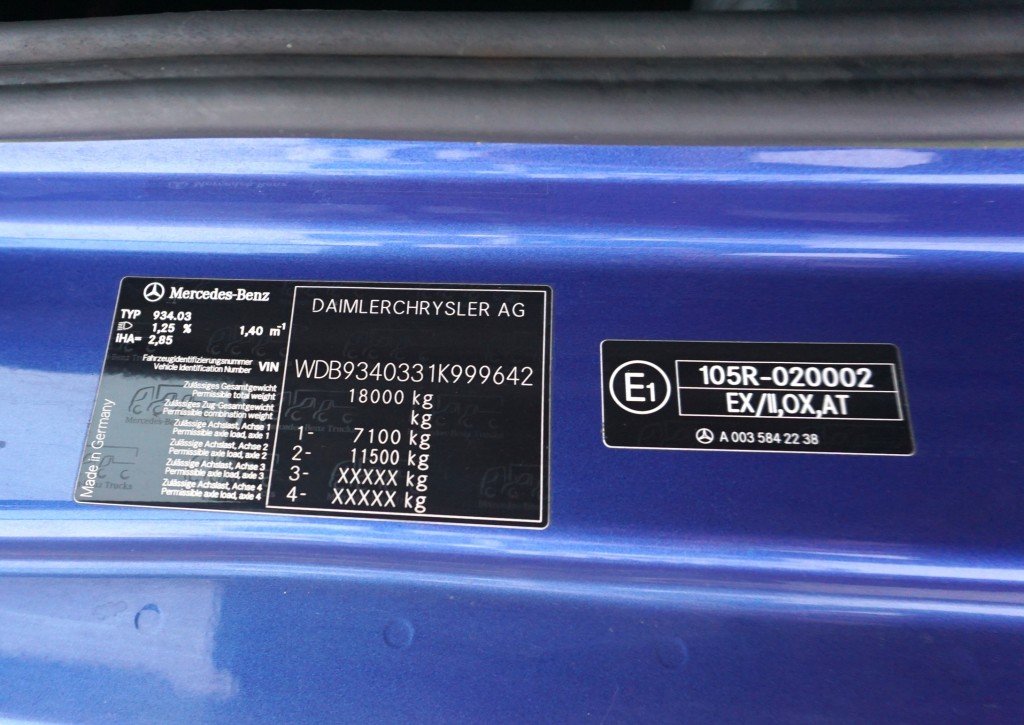 Mercedes-Benz
TYP 934.03
1,25 % 1,40 m⁻¹
IHA= 2,85
Fahrzeugidentifizierungsnummer
Vehicle Identification Number VIN
Zulässiges Gesamtgewicht
Permissible total weight
Zulässiges Zug-Gesamtgewicht
Permissible combination weight
Zulässige Achslast, Achse 1
Permissible axle load, axle 1
Zulässige Achslast, Achse 2
Permissible axle load, axle 2
Zulässige Achslast, Achse 3
Permissible axle load, axle 3
Zulässige Achslast, Achse 4
Permissible axle load, axle 4
Made in Germany
DAIMLERCHRYSLER AG
WDB9340331K999642
18000 kg
kg
1- 7100 kg
2- 11500 kg
3- XXXXX kg
4- XXXXX kg
E1
105R-020002
EX/II,OX,AT
A 003 584 22 38